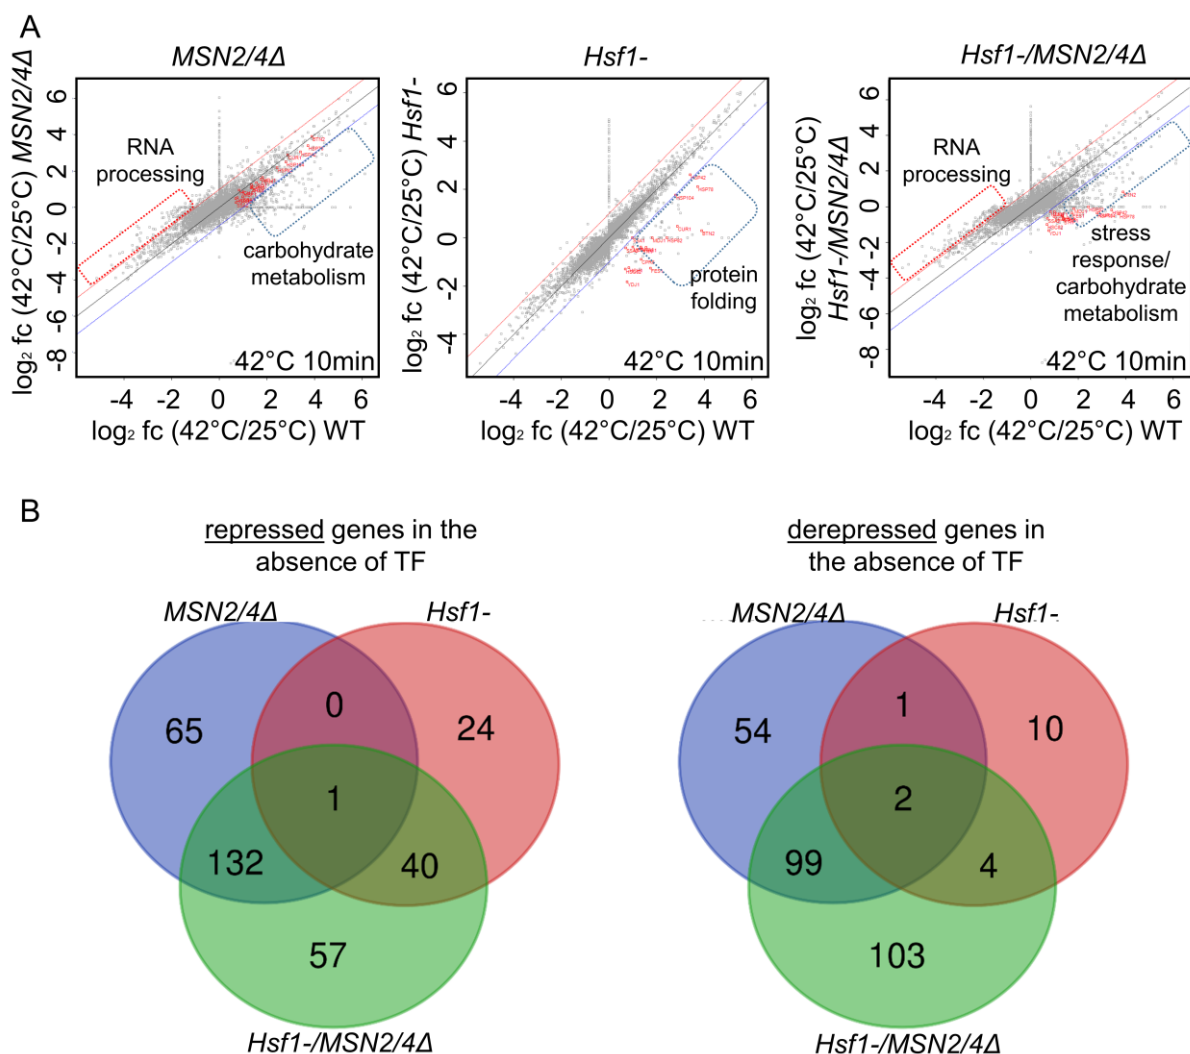 A
MSN2/4Δ
Hsf1-
Hsf1-/MSN2/4Δ
log₂ fc (42°C/25°C) MSN2/4Δ
6
4
2
0
-2
-4
-6
-8
RNA
processing
carbohydrate
metabolism
42°C 10min
-4 -2 0 2 4 6
log₂ fc (42°C/25°C) WT
log₂ fc (42°C/25°C) Hsf1-
6
4
2
0
-2
-4
protein
folding
42°C 10min
-4 -2 0 2 4 6
log₂ fc (42°C/25°C) WT
log₂ fc (42°C/25°C)
Hsf1-/MSN2/4Δ
6
4
2
0
-2
-4
-6
-8
RNA
processing
stress
response/
carbohydrate
metabolism
42°C 10min
-4 -2 0 2 4 6
log₂ fc (42°C/25°C) WT
B
repressed genes in the
absence of TF
MSN2/4Δ
Hsf1-
65
0
24
1
132
40
57
Hsf1-/MSN2/4Δ
derepressed genes in
the absence of TF
MSN2/4Δ
Hsf1-
54
1
10
2
99
4
103
Hsf1-/MSN2/4Δ